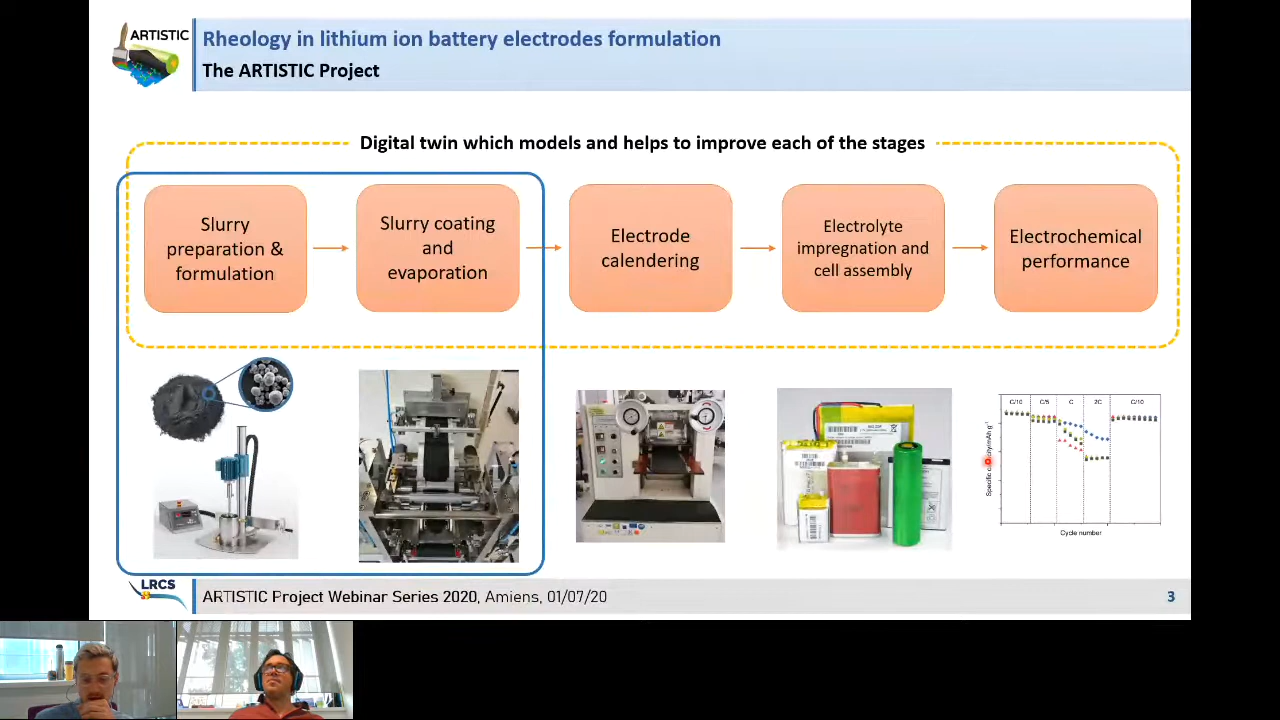 ARTISTIC
Rheology in lithium ion battery electrodes formulation
The ARTISTIC Project
Digital twin which models and helps to improve each of the stages
Slurry
preparation &
formulation
Slurry coating
and
evaporation
Electrode
calendering
Electrolyte
impregnation and
cell assembly
Electrochemical
performance
C/10
C/5
C
2C
C/10
Cycle number
LRCS
ARTISTIC Project Webinar Series 2020, Amiens, 01/07/20
3